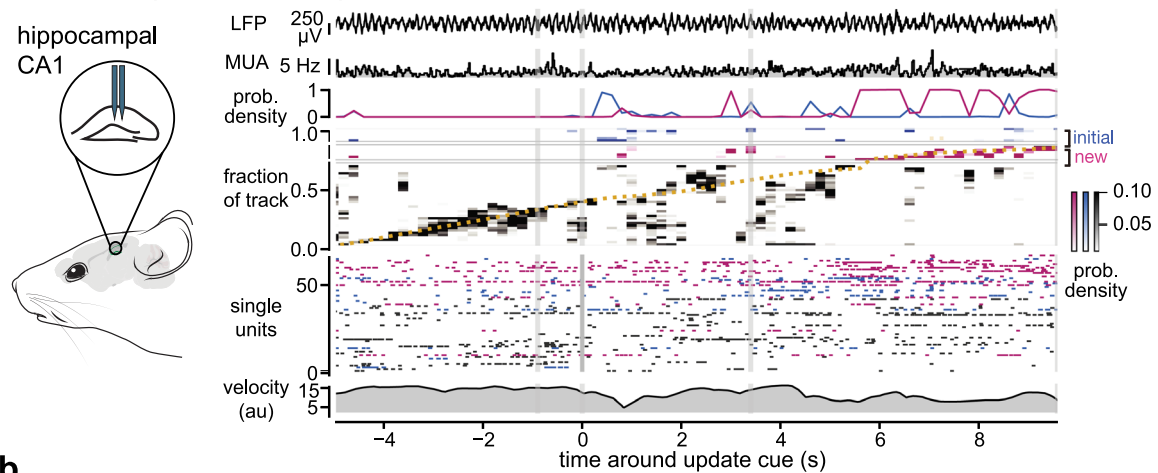 hippocampal
CA1
LFP 250
μV
MUA 5 Hz
prob.
density
1
0
1.0
initial
new
fraction
of track
0.5
0.0
0.10
0.05
prob.
density
single
units
50
0
velocity
(au)
15
5
−4 −2 0 2 4 6 8
time around update cue (s)
b